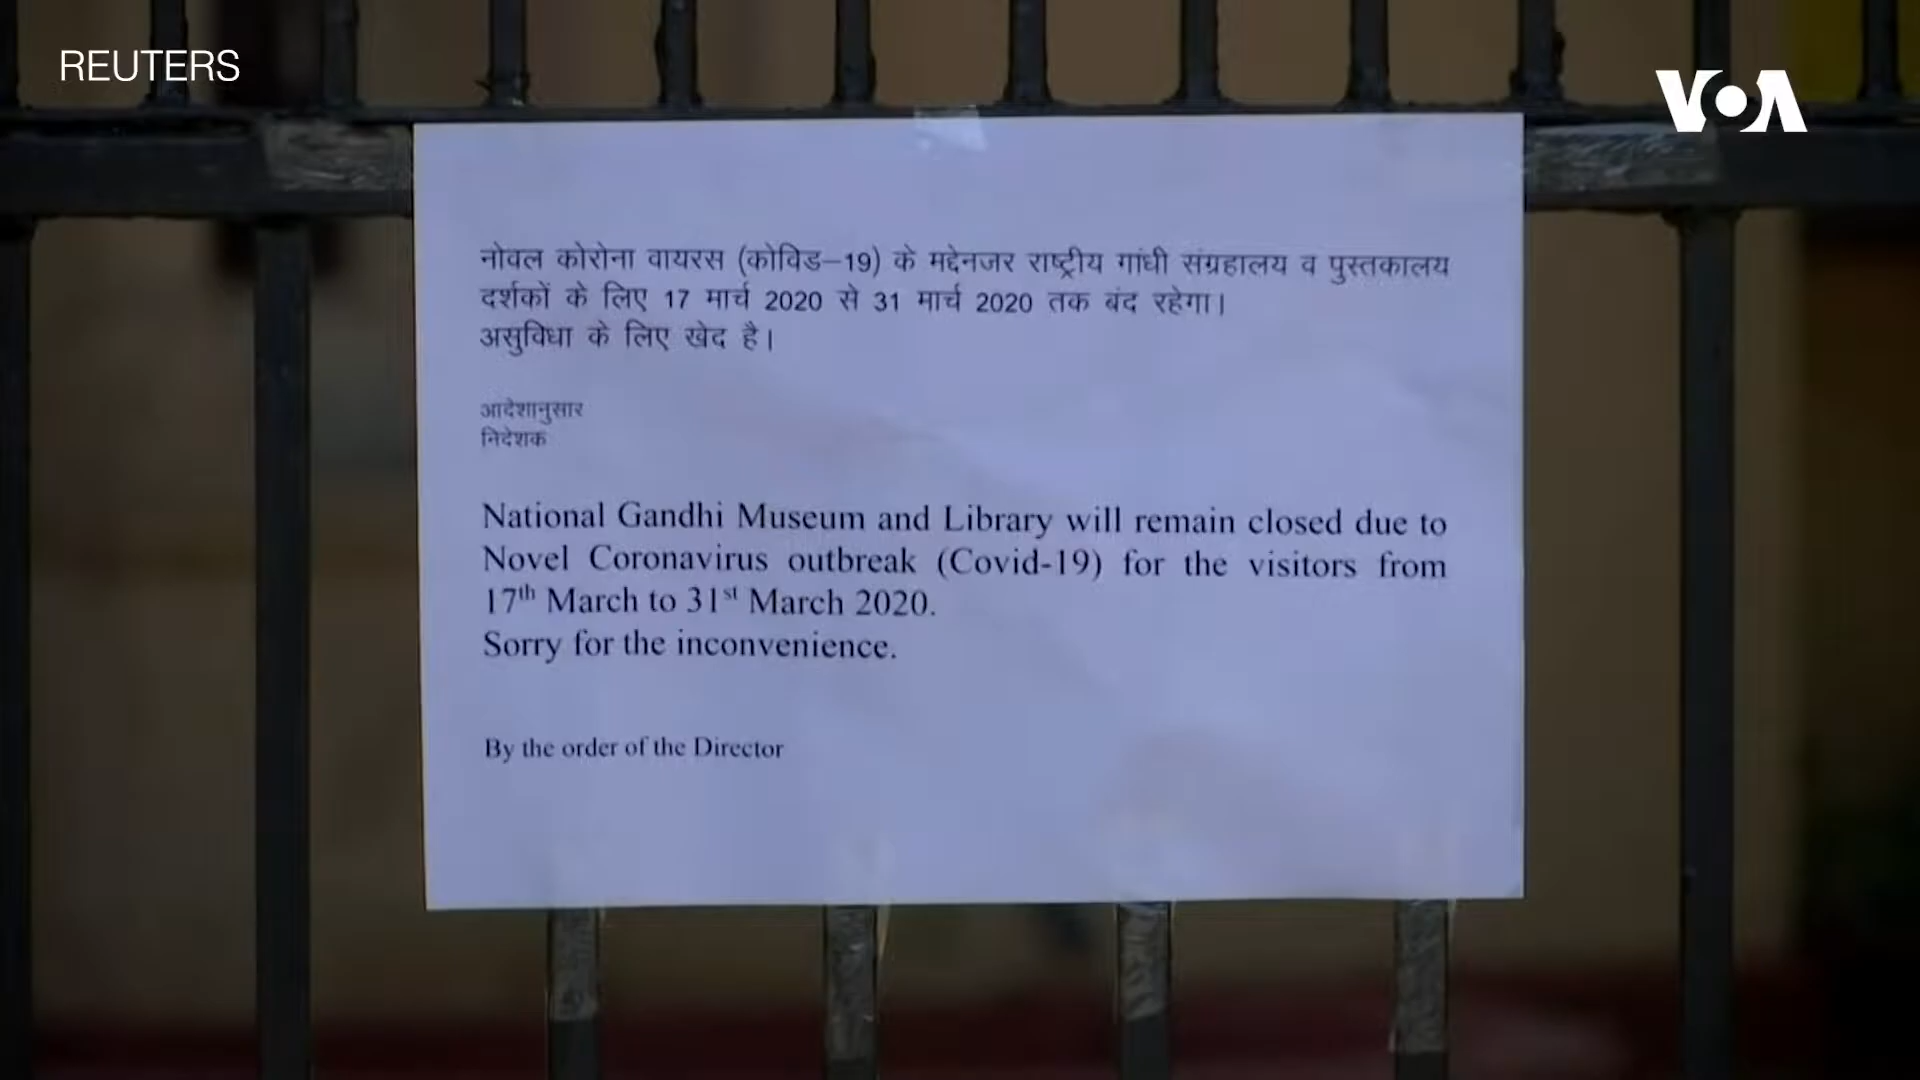 REUTERS
VOA
नोवल कोरोना वायरस (कोविड–19) के मद्देनजर राष्ट्रीय गांधी संग्रहालय व पुस्तकालय
दर्शकों के लिए 17 मार्च 2020 से 31 मार्च 2020 तक बंद रहेगा।
असुविधा के लिए खेद है।
आदेशानुसार
निदेशक
National Gandhi Museum and Library will remain closed due to
Novel Coronavirus outbreak (Covid-19) for the visitors from
17th March to 31st March 2020.
Sorry for the inconvenience.
By the order of the Director